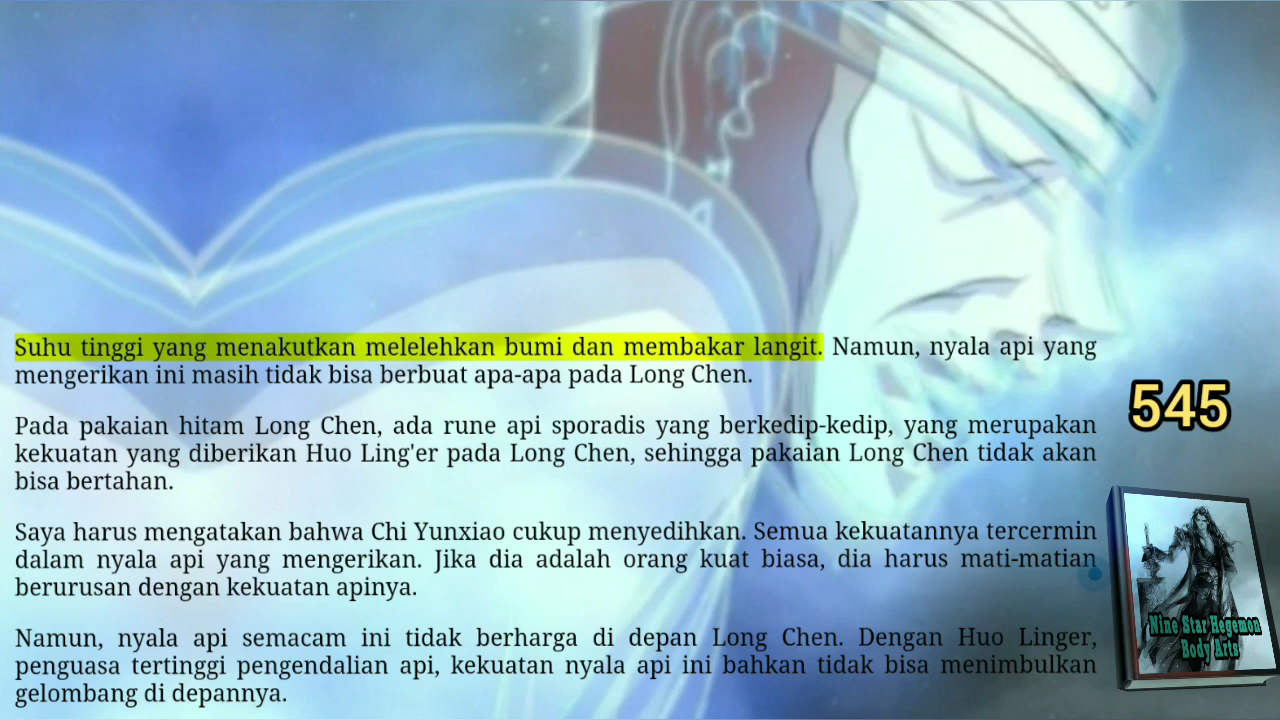 Suhu tinggi yang menakutkan melelehkan bumi dan membakar langit. Namun, nyala api yang
mengerikan ini masih tidak bisa berbuat apa-apa pada Long Chen.
Pada pakaian hitam Long Chen, ada rune api sporadis yang berkedip-kedip, yang merupakan
kekuatan yang diberikan Huo Ling'er pada Long Chen, sehingga pakaian Long Chen tidak akan
bisa bertahan.
Saya harus mengatakan bahwa Chi Yunxiao cukup menyedihkan. Semua kekuatannya tercermin
dalam nyala api yang mengerikan. Jika dia adalah orang kuat biasa, dia harus mati-matian
berurusan dengan kekuatan apinya.
Namun, nyala api semacam ini tidak berharga di depan Long Chen. Dengan Huo Linger,
penguasa tertinggi pengendalian api, kekuatan nyala api ini bahkan tidak bisa menimbulkan
gelombang di depannya.
545
Nine Star Hegemon
Body Arts